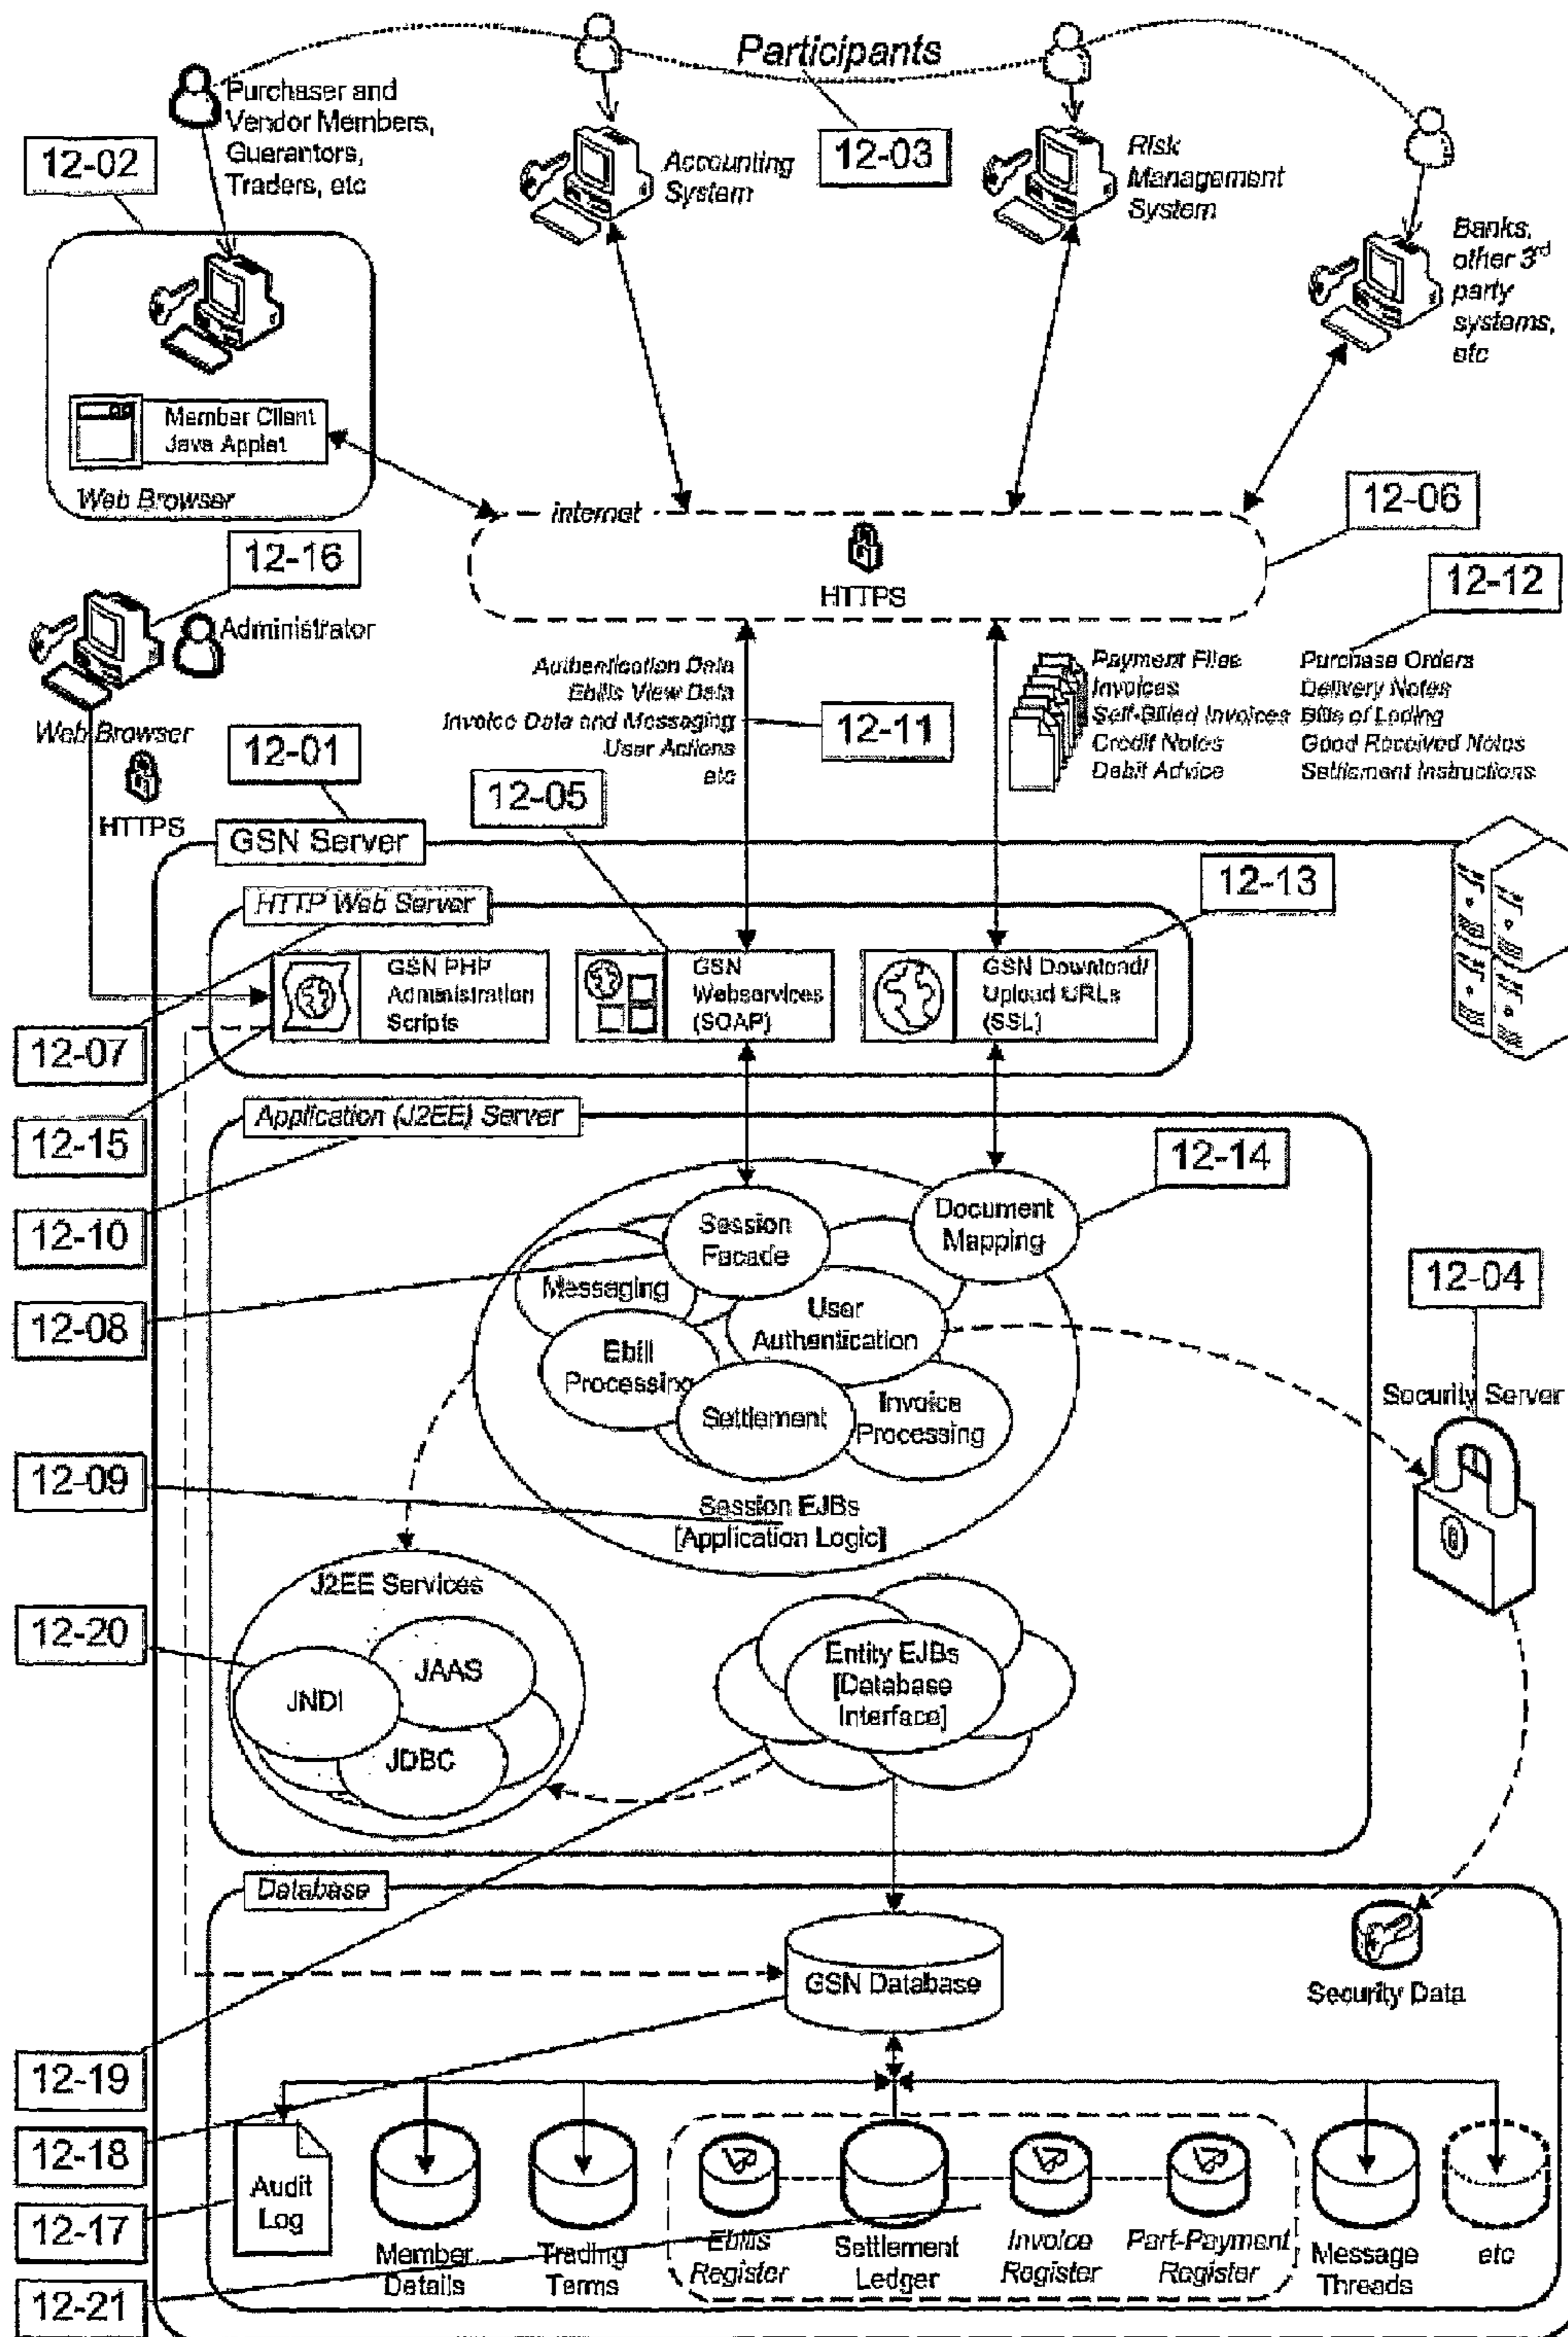 Participants
Purchaser and
Vendor Members,
Guerantors,
Traders, etc
12-02
Accounting
System
12-03
Risk
Management
System
Banks,
other 3rd
party
systems,
etc
Member Client
Java Applet
Web Browser
internet
HTTPS
12-06
12-16
Administrator
Web Browser
HTTPS
12-12
Authentication Data
Ebills View Data
Invoice Data and Messaging
User Actions
etc
12-11
Payment Files
Invoices
Self-Billed Invoices
Credit Notes
Debit Advice
Purchase Orders
Delivery Notes
Bills of Lading
Good Received Notes
Settlement Instructions
12-01
12-05
GSN Server
12-13
HTTP Web Server
GSN PHP
Administration
Scripts
GSN
Webservices
(SOAP)
GSN Download/
Upload URLs
(SSL)
12-07
12-15
Application (J2EE) Server
12-14
12-10
Session
Facade
Document
Mapping
Messaging
12-08
User
Authentication
Ebill
Processing
Settlement
Invoice
Processing
12-04
Security Server
12-09
Session EJBs
[Application Logic]
J2EE Services
12-20
JAAS
JNDI
JDBC
Entity EJBs
[Database
Interface]
Database
GSN Database
Security Data
12-19
12-18
12-17
12-21
Audit
Log
Member
Details
Trading
Terms
Ebills
Register
Settlement
Ledger
Invoice
Register
Part-Payment
Register
Message
Threads
etc